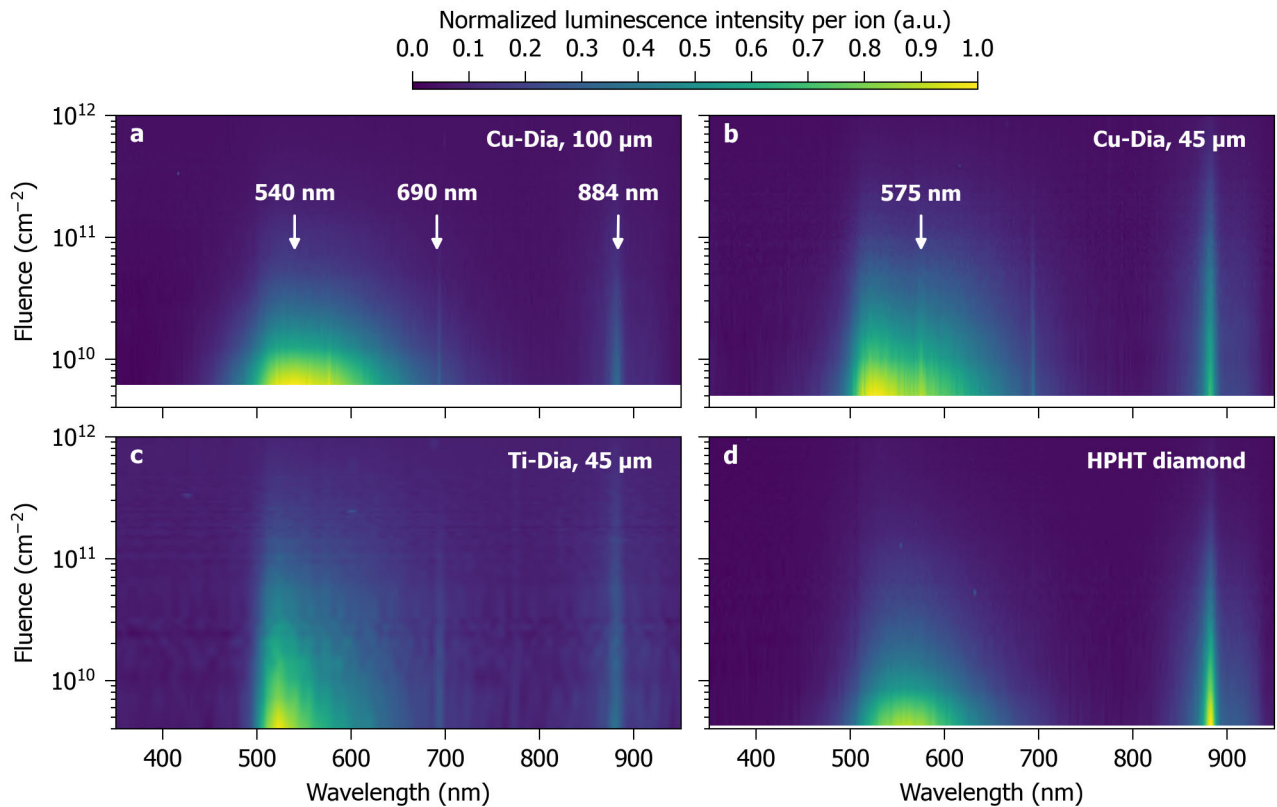 Normalized luminescence intensity per ion (a.u.)
0.0 0.1 0.2 0.3 0.4 0.5 0.6 0.7 0.8 0.9 1.0
a
Cu-Dia, 100 μm
540 nm
690 nm
884 nm
b
Cu-Dia, 45 μm
575 nm
10¹²
10¹¹
10¹⁰
Fluence (cm⁻²)
c
Ti-Dia, 45 μm
d
HPHT diamond
10¹²
10¹¹
10¹⁰
Fluence (cm⁻²)
400 500 600 700 800 900
400 500 600 700 800 900
Wavelength (nm)
Wavelength (nm)